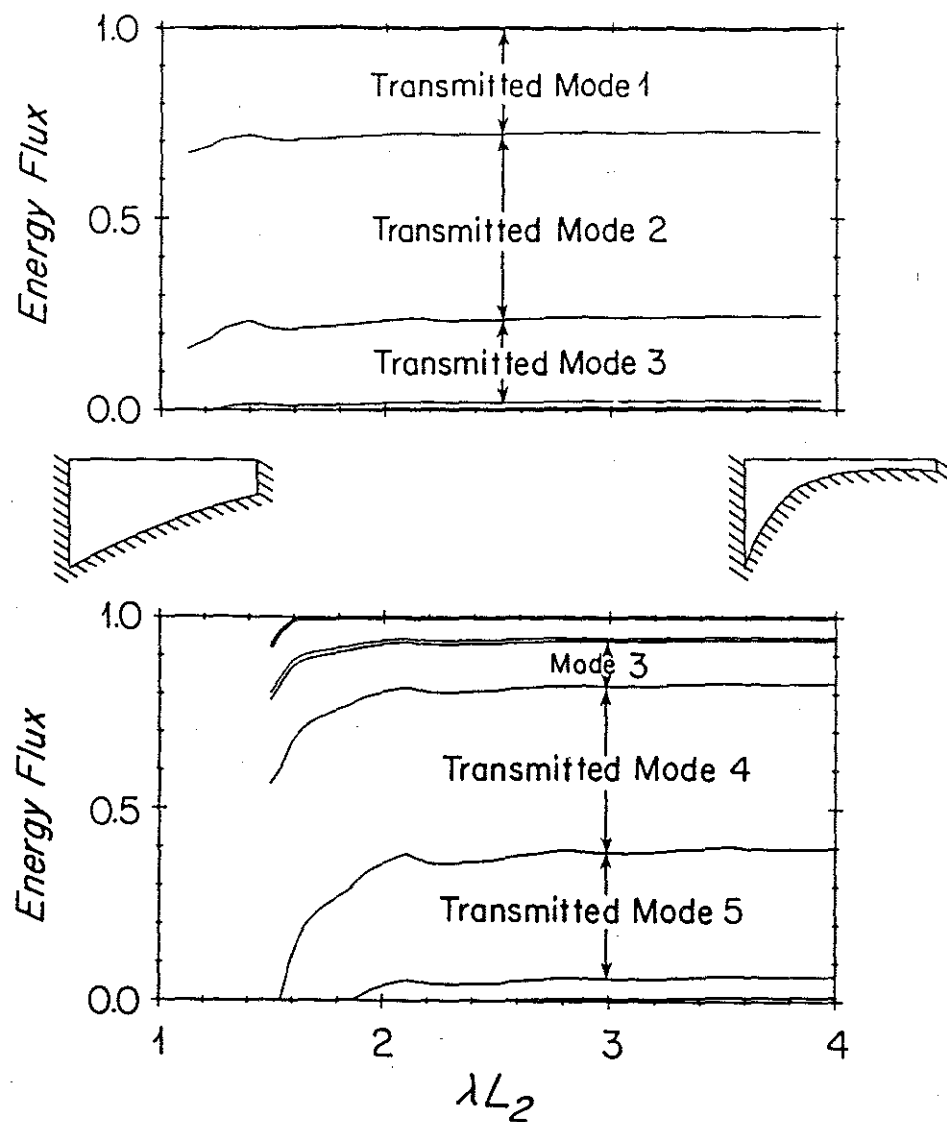 1.0
Transmitted Mode 1
Energy Flux
0.5
Transmitted Mode 2
Transmitted Mode 3
0.0
1.0
Mode 3
Transmitted Mode 4
Energy Flux
0.5
Transmitted Mode 5
0.0
1 2 3 4
λL₂